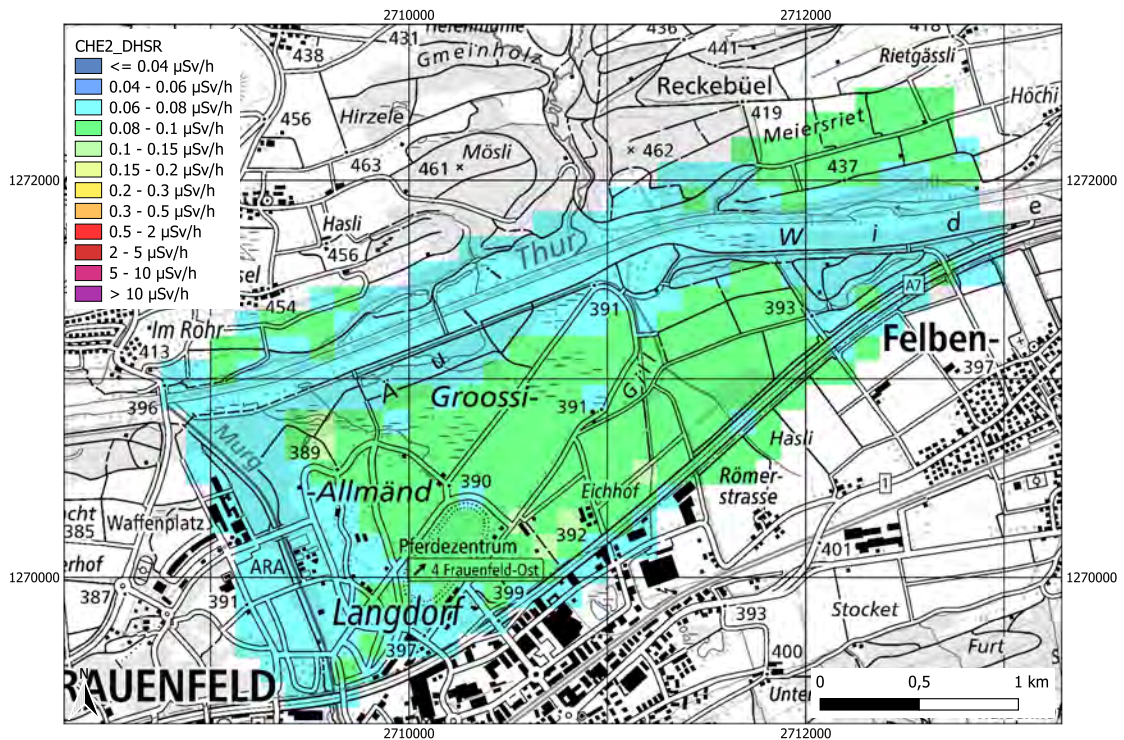 2710000
2712000
CHE2_DHSR
<= 0.04 µSv/h
0.04 - 0.06 µSv/h
0.06 - 0.08 µSv/h
0.08 - 0.1 µSv/h
0.1 - 0.15 µSv/h
0.15 - 0.2 µSv/h
0.2 - 0.3 µSv/h
0.3 - 0.5 µSv/h
0.5 - 2 µSv/h
2 - 5 µSv/h
5 - 10 µSv/h
> 10 µSv/h
431
436
418
438
Gmeinholz
441
Rietgässli
Reckebüel
Höchi
456
Hirzele
419
Meiersriet
Mösli
462
463
461
437
1272000
1272000
Hasli
456
Thur
W i d e
454
A7
391
393
Im Rohr
413
Felben-
397
Au
Gril
396
Groossi-
391
Murg
389
Hasli
-Allmänd
390
Eichhof
Römer-
strasse
1
Waffenplatz
385
392
Pferdezentrum
401
4 Frauenfeld-Ost
ARA
1270000
1270000
387
391
399
Langdorf
393
Stocket
397
400
Furt
RAUENFELD
Unter
N
0
0,5
1 km
2710000
2712000